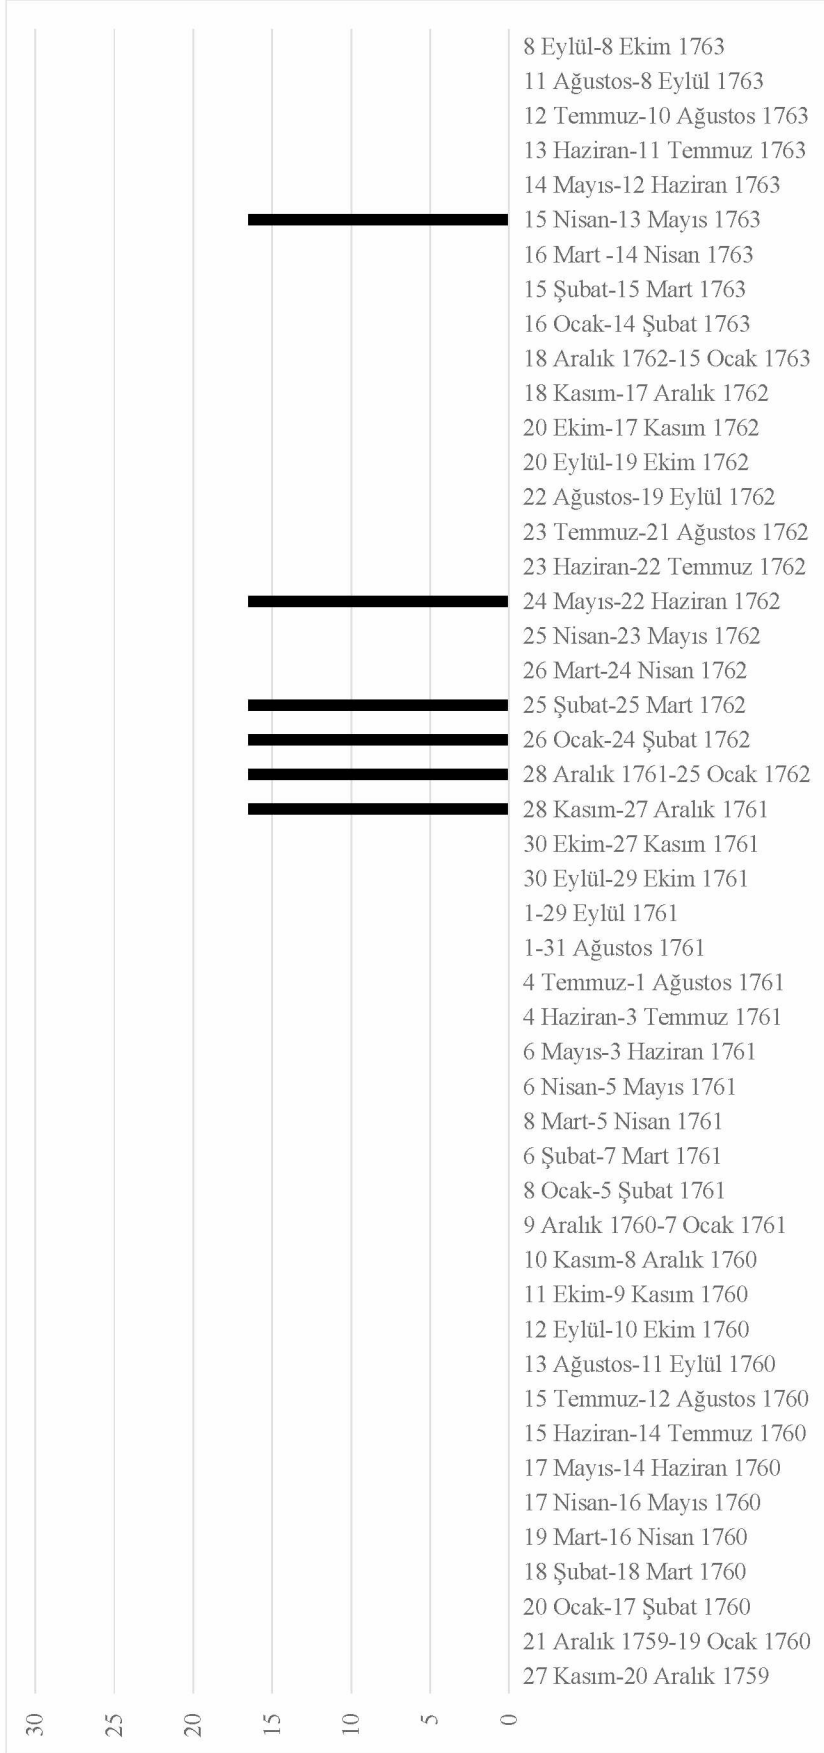 8 Eylül-8 Ekim 1763
11 Ağustos-8 Eylül 1763
12 Temmuz-10 Ağustos 1763
13 Haziran-11 Temmuz 1763
14 Mayıs-12 Haziran 1763
15 Nisan-13 Mayıs 1763
16 Mart -14 Nisan 1763
15 Şubat-15 Mart 1763
16 Ocak-14 Şubat 1763
18 Aralık 1762-15 Ocak 1763
18 Kasım-17 Aralık 1762
20 Ekim-17 Kasım 1762
20 Eylül-19 Ekim 1762
22 Ağustos-19 Eylül 1762
23 Temmuz-21 Ağustos 1762
23 Haziran-22 Temmuz 1762
24 Mayıs-22 Haziran 1762
25 Nisan-23 Mayıs 1762
26 Mart-24 Nisan 1762
25 Şubat-25 Mart 1762
26 Ocak-24 Şubat 1762
28 Aralık 1761-25 Ocak 1762
28 Kasım-27 Aralık 1761
30 Ekim-27 Kasım 1761
30 Eylül-29 Ekim 1761
1-29 Eylül 1761
1-31 Ağustos 1761
4 Temmuz-1 Ağustos 1761
4 Haziran-3 Temmuz 1761
6 Mayıs-3 Haziran 1761
6 Nisan-5 Mayıs 1761
8 Mart-5 Nisan 1761
6 Şubat-7 Mart 1761
8 Ocak-5 Şubat 1761
9 Aralık 1760-7 Ocak 1761
10 Kasım-8 Aralık 1760
11 Ekim-9 Kasım 1760
12 Eylül-10 Ekim 1760
13 Ağustos-11 Eylül 1760
15 Temmuz-12 Ağustos 1760
15 Haziran-14 Temmuz 1760
17 Mayıs-14 Haziran 1760
17 Nisan-16 Mayıs 1760
19 Mart-16 Nisan 1760
18 Şubat-18 Mart 1760
20 Ocak-17 Şubat 1760
21 Aralık 1759-19 Ocak 1760
27 Kasım-20 Aralık 1759
30 25 20 15 10 5 0